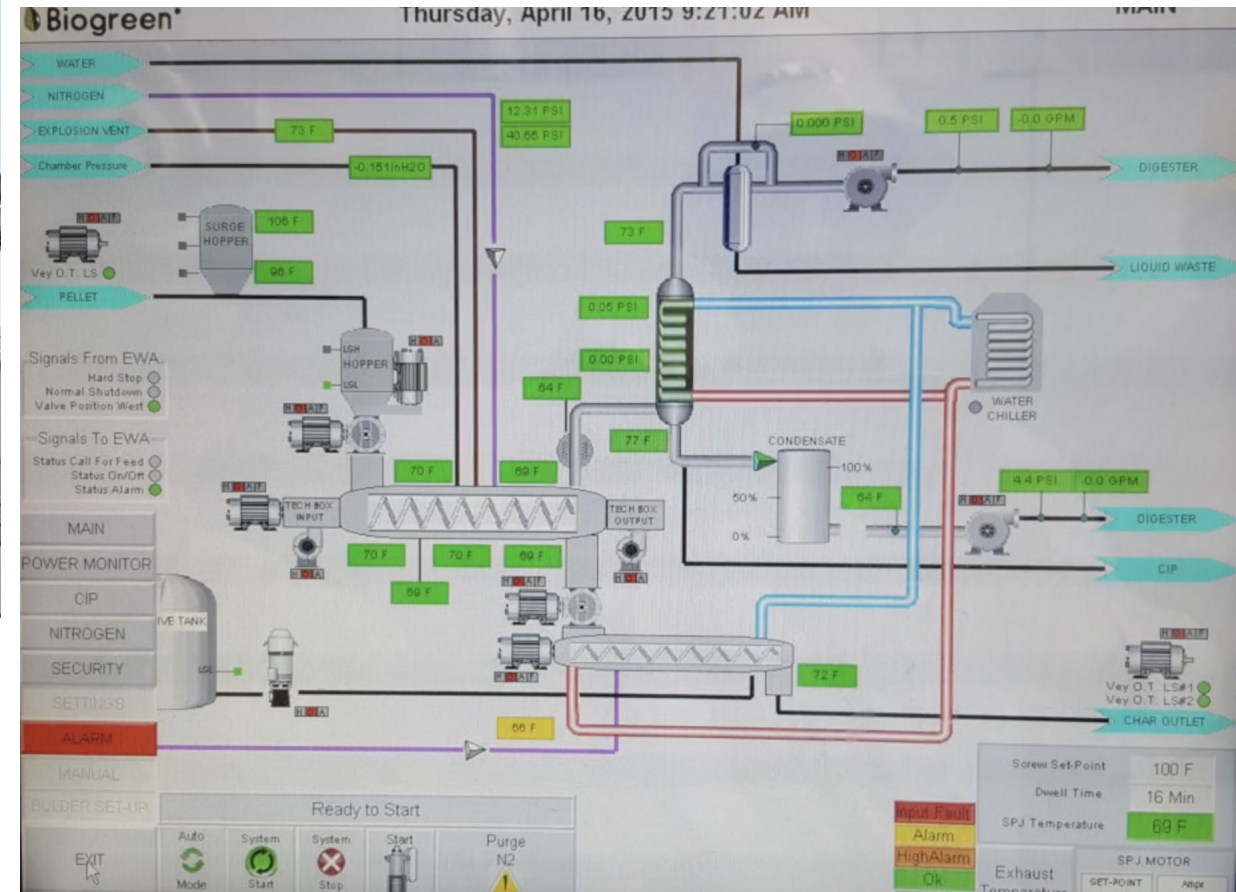 Biogreen
Thursday, April 16, 2015 9:21:02 AM
MAIN
WATER
NITROGEN
EXPLOSION VENT
Chamber Pressure
73 F
-0.151inH2O
12.31 PSI
40.66 PSI
0.000 PSI
0.5 PSI
-0.0 GPM
H O A F
DIGESTER
H O A F
SURGE
HOPPER
106 F
96 F
Vey O.T. LS
PELLET
73 F
LIQUID WASTE
0.05 PSI
0.00 PSI
LSH
HOPPER
LSL
H O A
Signals From EWA
Hard Stop
Normal Shutdown
Valve Position West
64 F
WATER
CHILLER
H O A F
77 F
CONDENSATE
100%
50%
0%
Signals To EWA
Status Call For Feed
Status On/Off
Status Alarm
70 F
69 F
64 F
4.4 PSI
-0.0 GPM
H O A F
H O A F
TECH BOX
INPUT
TECH BOX
OUTPUT
DIGESTER
70 F
70 F
69 F
H O A
H O A
69 F
H O A F
CIP
MAIN
POWER MONITOR
CIP
NITROGEN
SECURITY
SETTINGS
ALARM
MANUAL
BUILDER SET-UP
EXIT
VE TANK
LSL
H O A
H O A F
72 F
66 F
H O A F
Vey O.T. LS#1
Vey O.T. LS#2
CHAR OUTLET
Ready to Start
Auto
Mode
System
Start
System
Stop
Start
Purge
N2
Input Fault
Alarm
HighAlarm
Ok
Screw Set-Point
100 F
Dwell Time
16 Min
SPJ Temperature
69 F
Exhaust
Temperature
SPJ MOTOR
SET-POINT
Amps